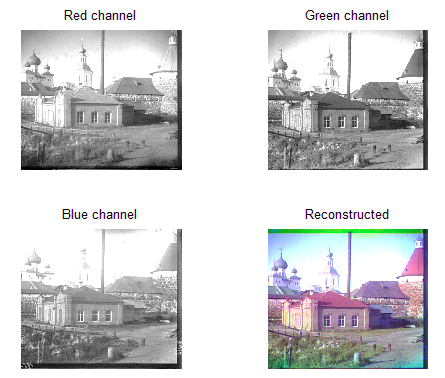 Red channel
Green channel
Blue channel
Reconstructed